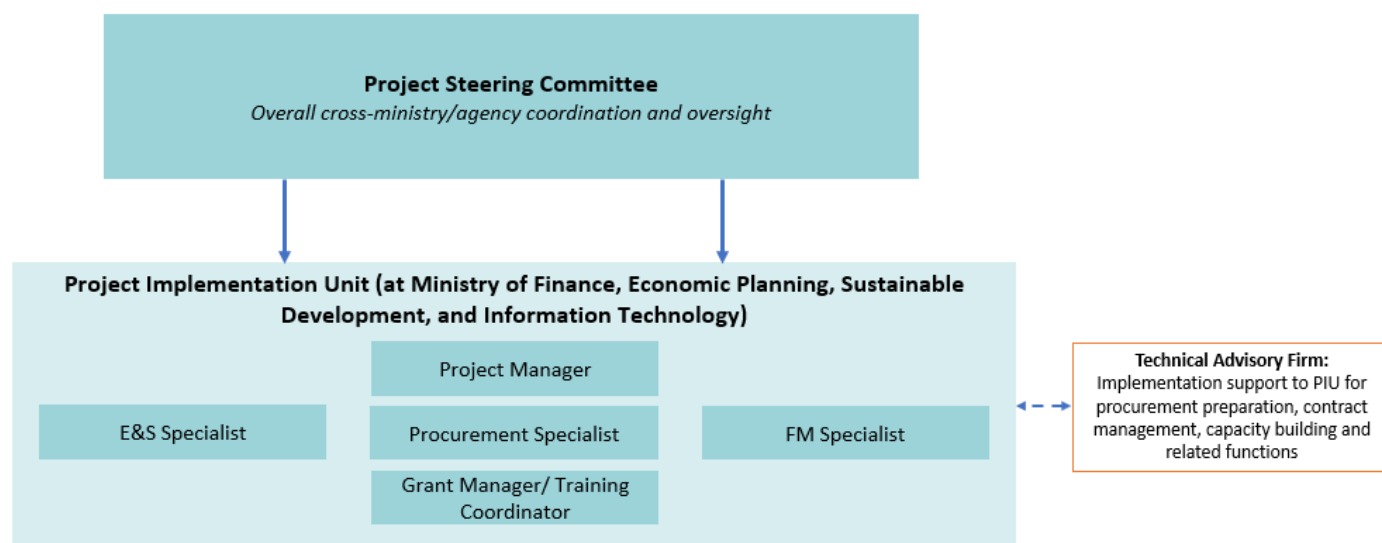 Project Steering Committee
Overall cross-ministry/agency coordination and oversight
Project Implementation Unit (at Ministry of Finance, Economic Planning, Sustainable
Development, and Information Technology)
Project Manager
E&S Specialist
Procurement Specialist
FM Specialist
Grant Manager/ Training
Coordinator
Technical Advisory Firm:
Implementation support to PIU for
procurement preparation, contract
management, capacity building and
related functions